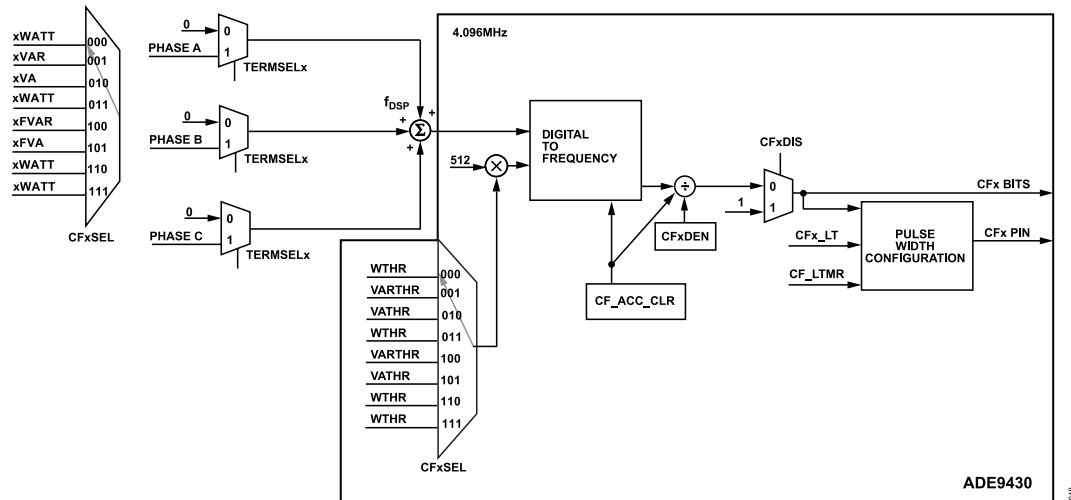 xWATT
000
xVAR
001
xVA
010
xWATT
011
xFVAR
100
xFVA
101
xWATT
110
xWATT
111
CFxSEL
0
0
PHASE A
1
TERMSELx
0
0
PHASE B
1
TERMSELx
0
0
PHASE C
1
TERMSELx
fDSP
+
+
+
Σ
4.096MHz
512
×
DIGITAL
TO
FREQUENCY
÷
CFxDEN
CF_ACC_CLR
CFxDIS
0
1
1
CFx BITS
CFx_LT
CF_LTMR
PULSE
WIDTH
CONFIGURATION
CFx PIN
WTHR
000
VARTHR
001
VATHR
010
WTHR
011
VARTHR
100
VATHR
101
WTHR
110
WTHR
111
CFxSEL
ADE9430